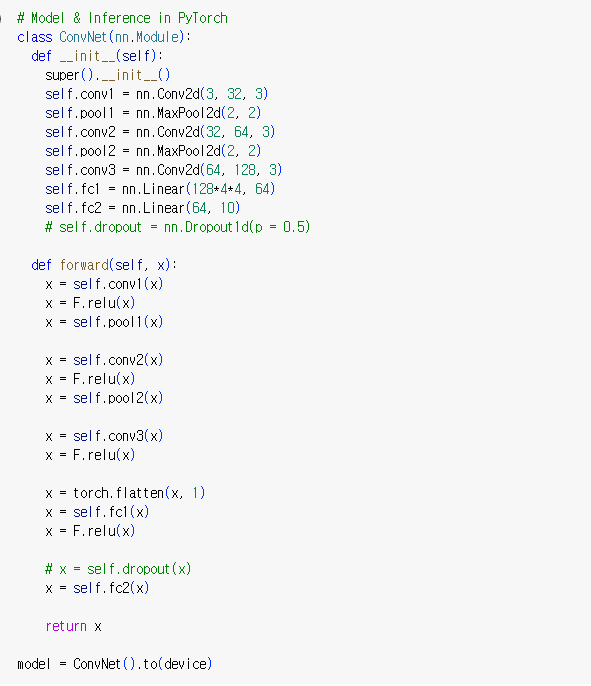 # Model & Inference in PyTorch
class ConvNet(nn.Module):
  def __init__(self):
    super().__init__()
    self.conv1 = nn.Conv2d(3, 32, 3)
    self.pool1 = nn.MaxPool2d(2, 2)
    self.conv2 = nn.Conv2d(32, 64, 3)
    self.pool2 = nn.MaxPool2d(2, 2)
    self.conv3 = nn.Conv2d(64, 128, 3)
    self.fc1 = nn.Linear(128*4*4, 64)
    self.fc2 = nn.Linear(64, 10)
    # self.dropout = nn.Dropout1d(p = 0.5)

  def forward(self, x):
    x = self.conv1(x)
    x = F.relu(x)
    x = self.pool1(x)

    x = self.conv2(x)
    x = F.relu(x)
    x = self.pool2(x)

    x = self.conv3(x)
    x = F.relu(x)

    x = torch.flatten(x, 1)
    x = self.fc1(x)
    x = F.relu(x)

    # x = self.dropout(x)
    x = self.fc2(x)

    return x

model = ConvNet().to(device)